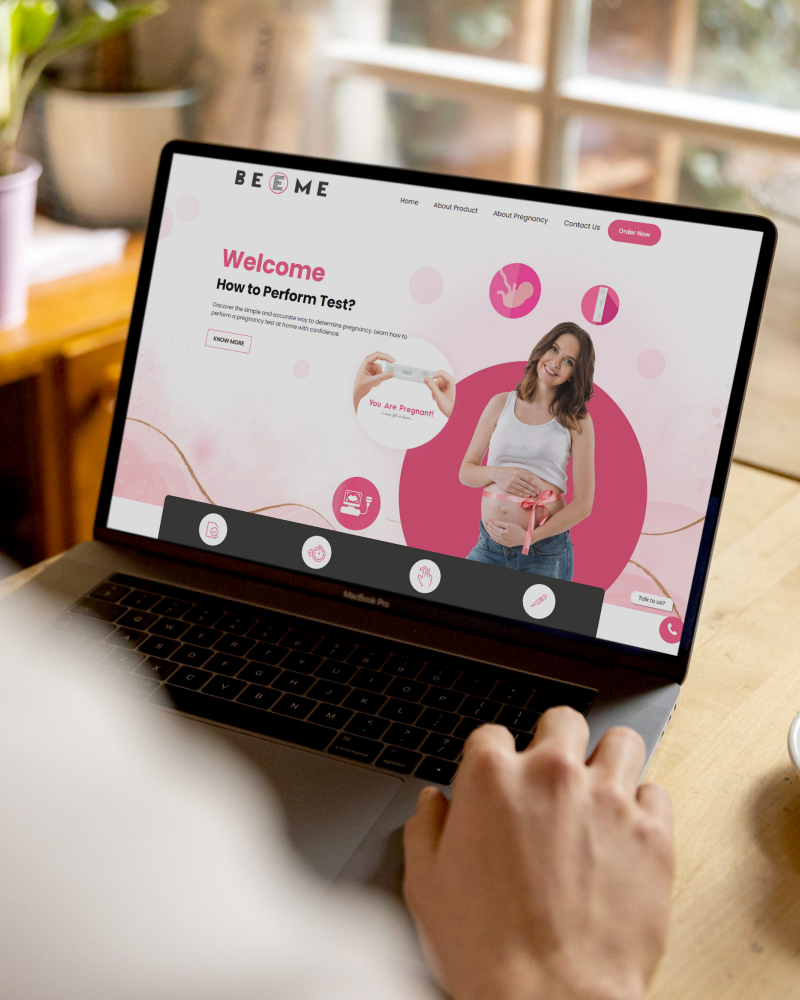 BEEME
Home
About Product
About Pregnancy
Contact Us
Order Now
Welcome
How to Perform Test?
Discover the simple and accurate way to determine pregnancy. Learn how to
perform a pregnancy test at home with confidence.
KNOW MORE
You Are Pregnant!
Talk to us?
MacBook Pro
Z
X
C
V
B
N
M
command
option